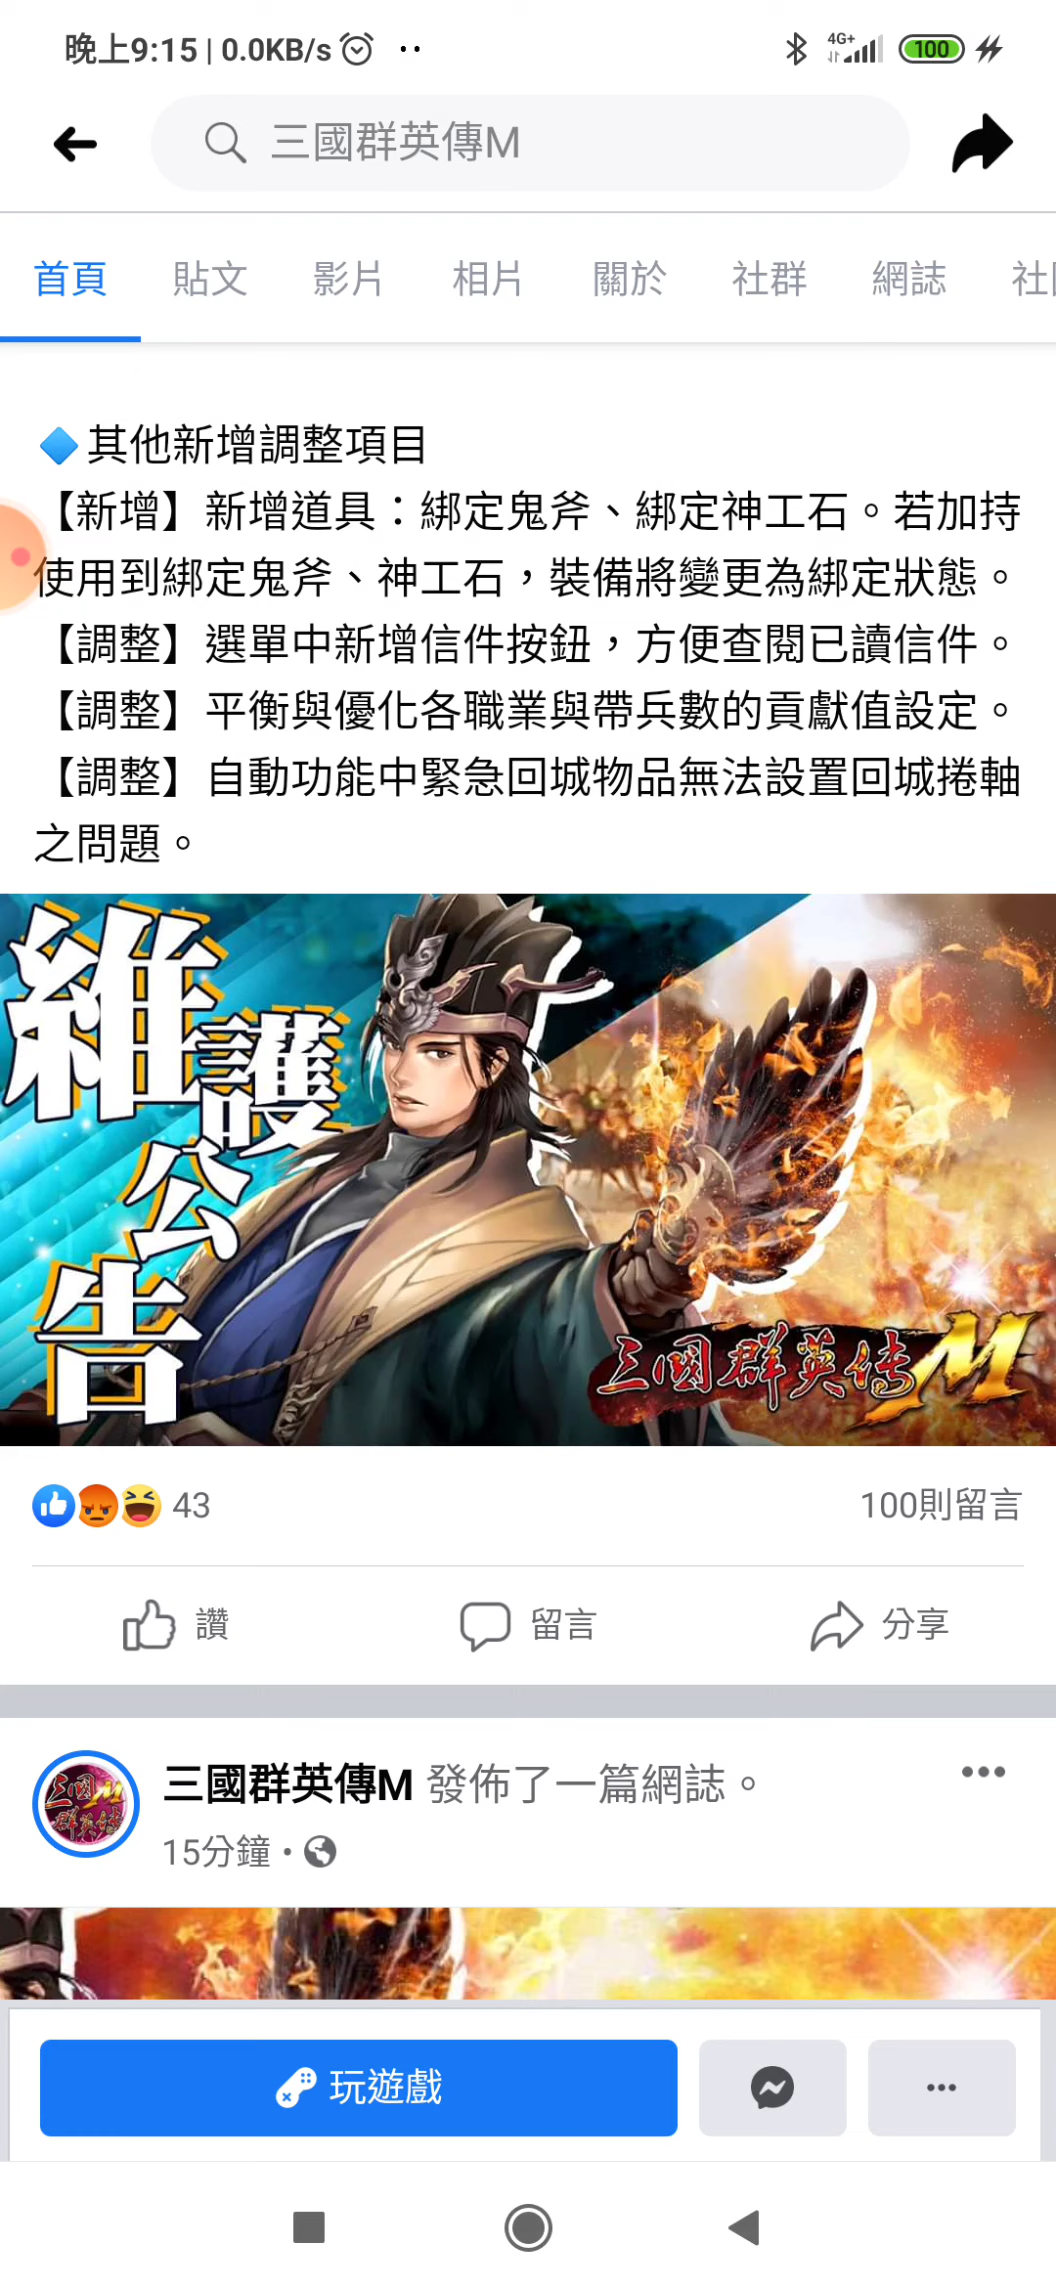 晚上9:15 | 0.0KB/s
4G+
100
三國群英傳M
首頁 貼文 影片 相片 關於 社群 網誌
🔷其他新增調整項目
【新增】新增道具：綁定鬼斧、綁定神工石。若加持
使用到綁定鬼斧、神工石，裝備將變更為綁定狀態。
【調整】選單中新增信件按鈕，方便查閱已讀信件。
【調整】平衡與優化各職業與帶兵數的貢獻值設定。
【調整】自動功能中緊急回城物品無法設置回城捲軸
之問題。
維護公告
三國群英傳M
43
100則留言
讚 留言 分享
三國群英傳M 發佈了一篇網誌。
三國群英傳M
15分鐘 •
玩遊戲